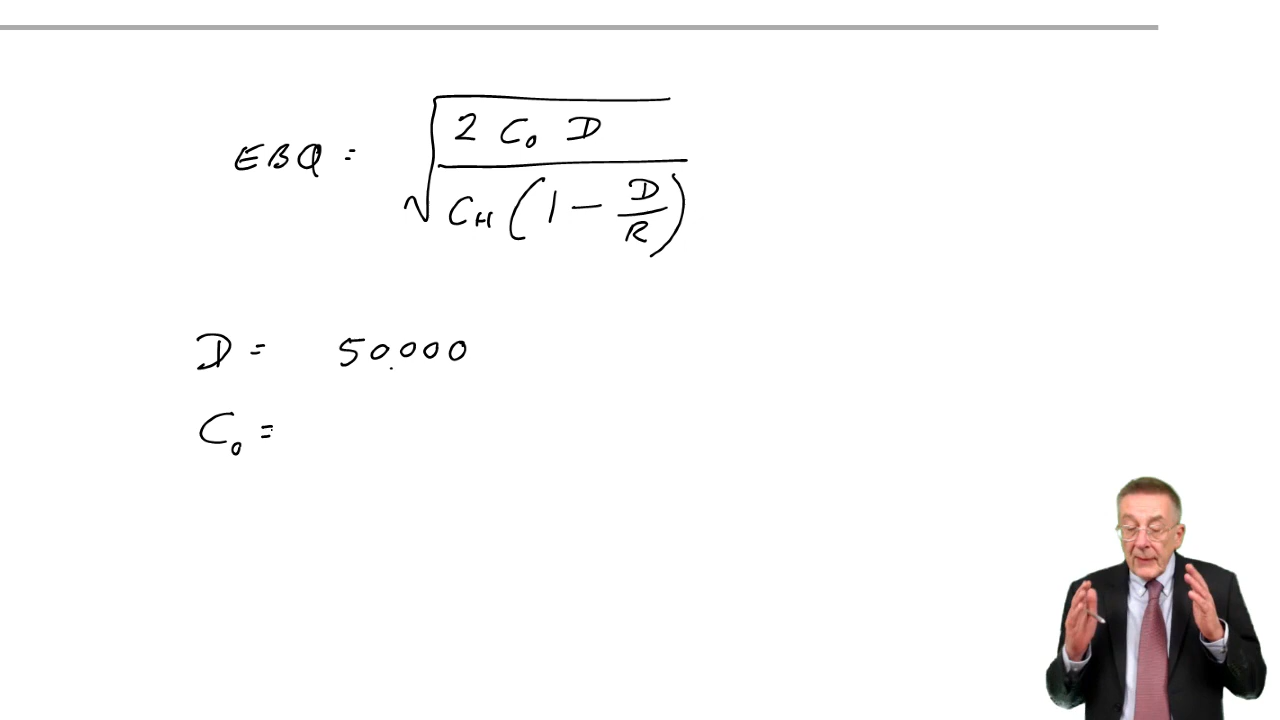 EBQ = √(2 C₀ D / C_H (1 − D/R))
D = 50,000
C₀ =